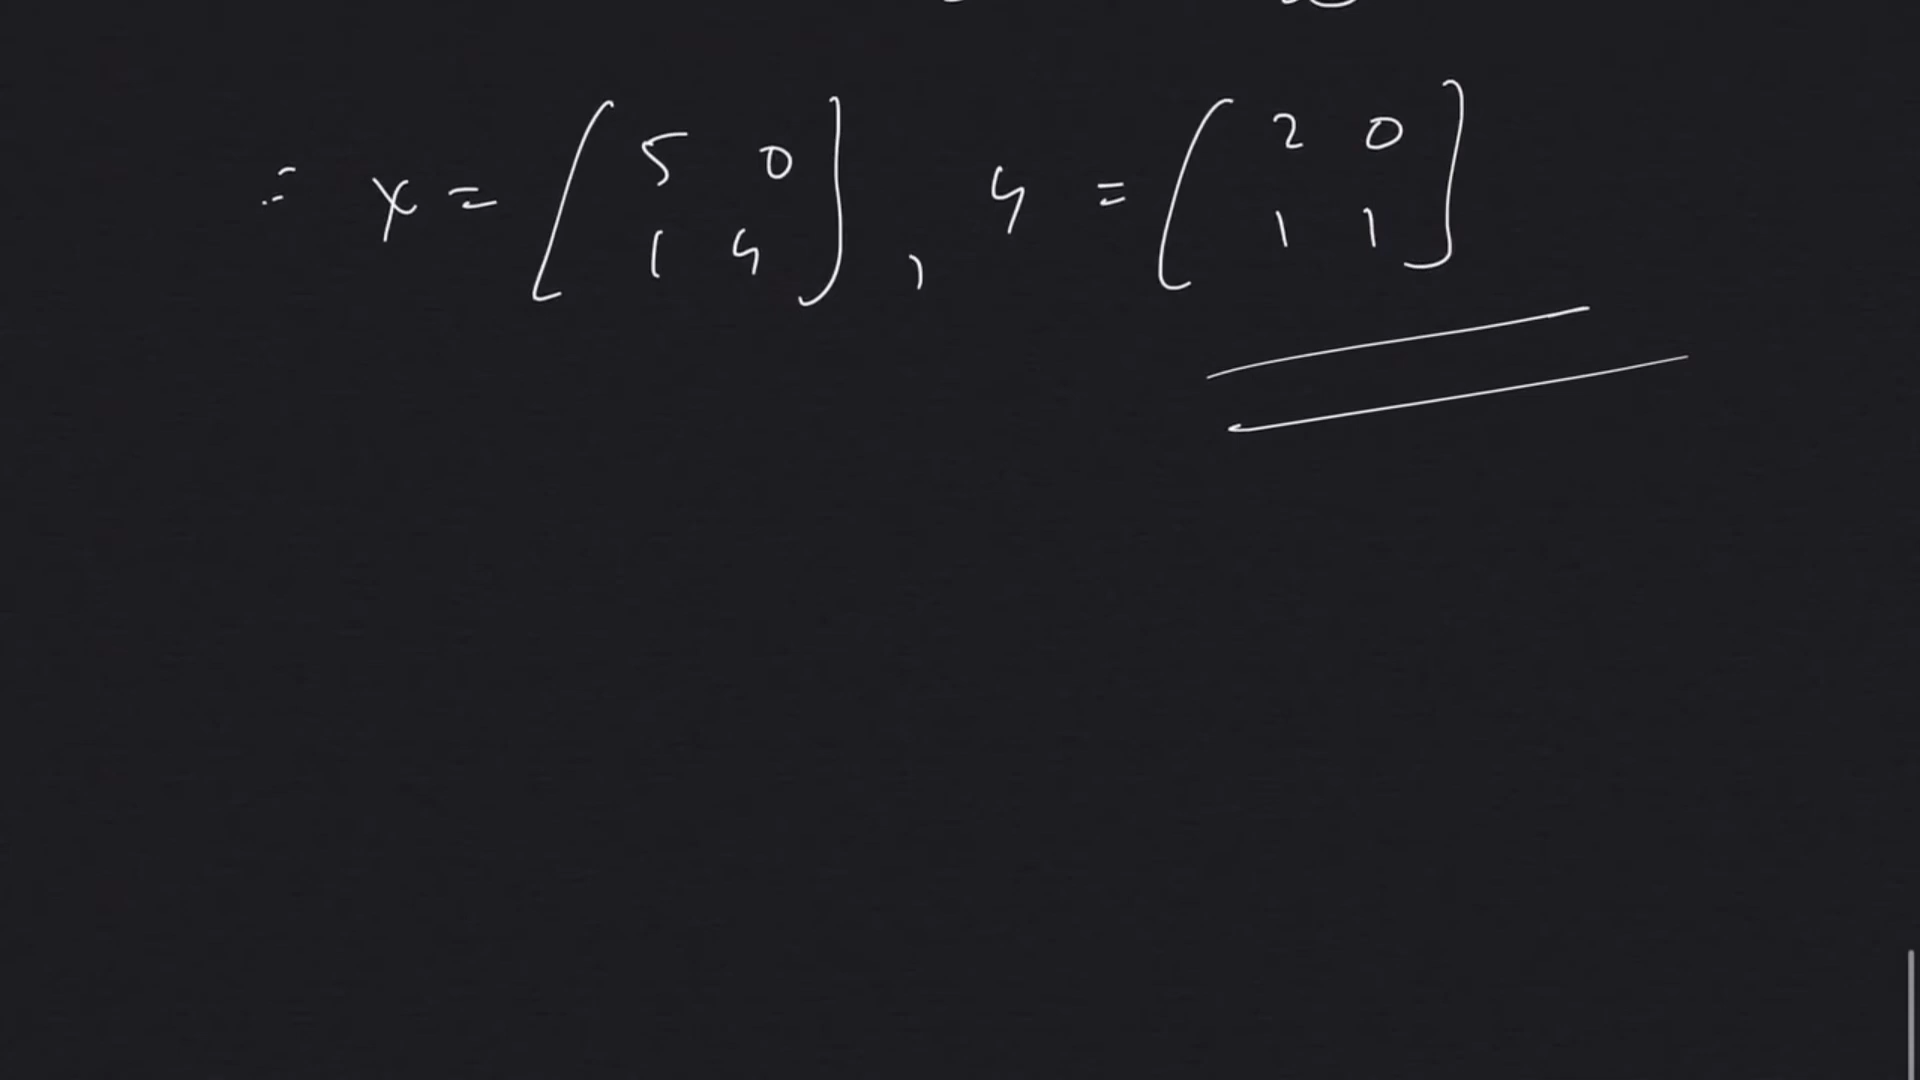 ∴ x = [ 5 0 ] , y = [ 2 0 ]
[ 1 4 ] [ 1 1 ]